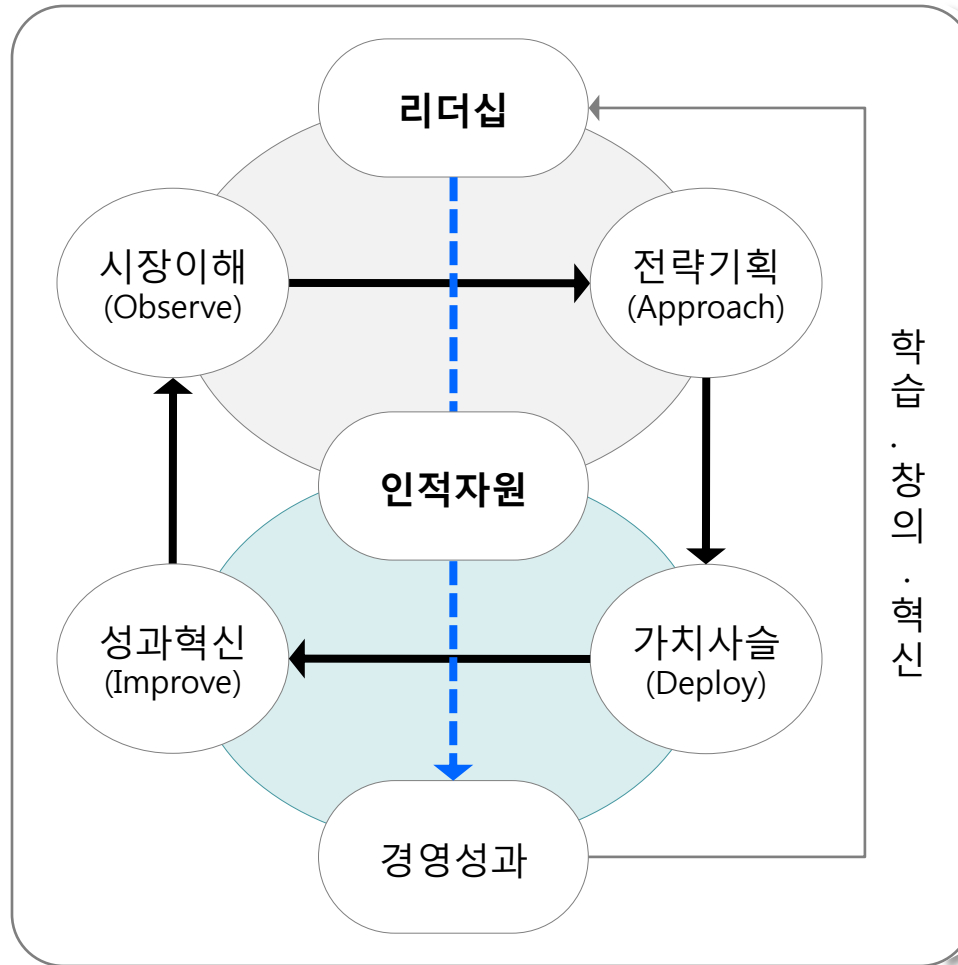 리더십
시장이해
(Observe)
전략기획
(Approach)
인적자원
성과혁신
(Improve)
가치사슬
(Deploy)
경영성과
학
습
.
창
의
.
혁
신